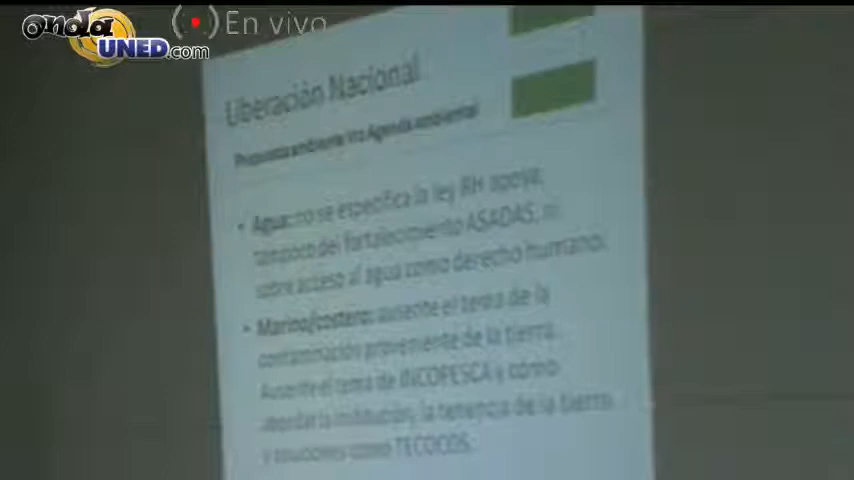 onda UNED.com
(•) En vivo
Liberación Nacional
Propuesta ambiente vrs Agenda ambiental
• Agua: no se especifica la ley RH apoya,
tampoco del fortalecimiento ASADAS, ni
sobre acceso al agua como derecho humano.
• Marino/costero: ausente el tema de la
contaminación proveniente de la tierra.
Ausente el tema de INCOPESCA y cómo
abordar la institución, la tenencia de la tierra
y soluciones como TECOCOS.